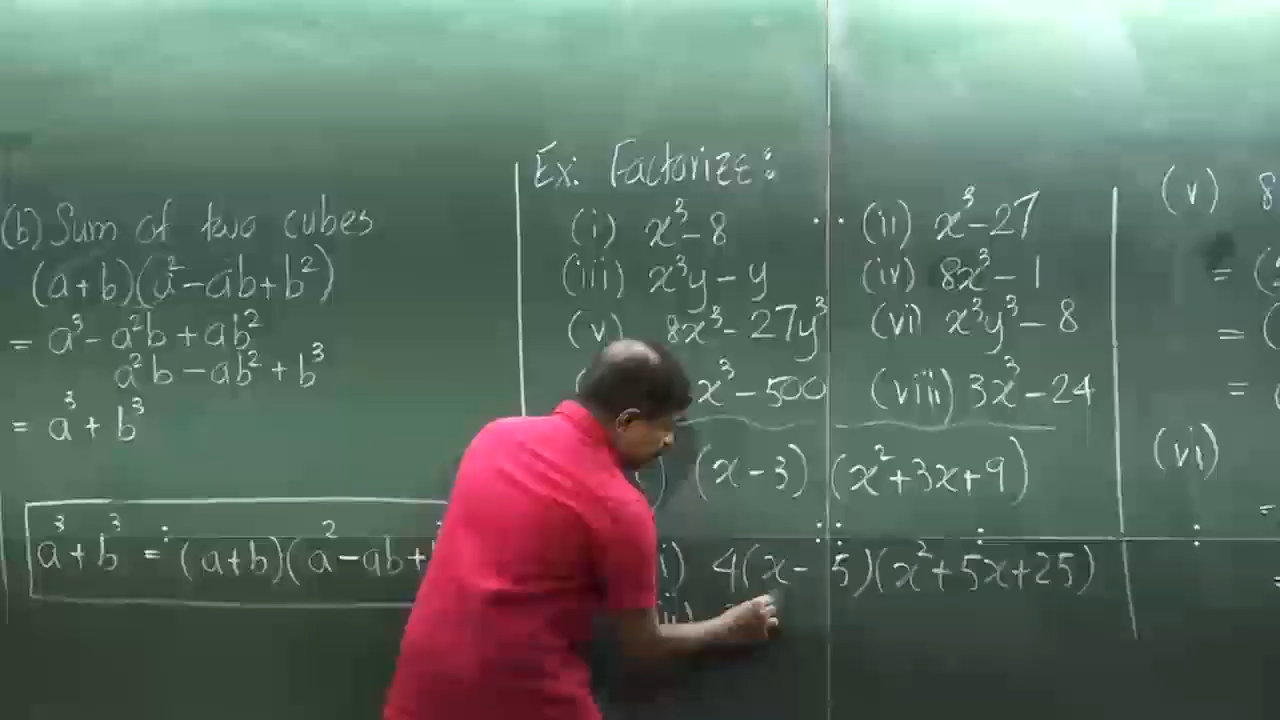 (b) Sum of two cubes
(a+b)(a²-ab+b²)
= a³ - a²b + ab²
a²b - ab² + b³
= a³ + b³
a³ + b³ = (a+b)(a² - ab +
Ex: Factorize:
(i) x³ - 8
(ii) x³ - 27
(iii) x³y - y
(iv) 8x³ - 1
(v) 8x³ - 27y³
(vi) x³y³ - 8
x³ - 500
(viii) 3x³ - 24
) (x-3) (x²+3x+9)
i) 4(x-5)(x²+5x+25)
ii)
(v) 8
= (
= (
=
(vi)
=
=